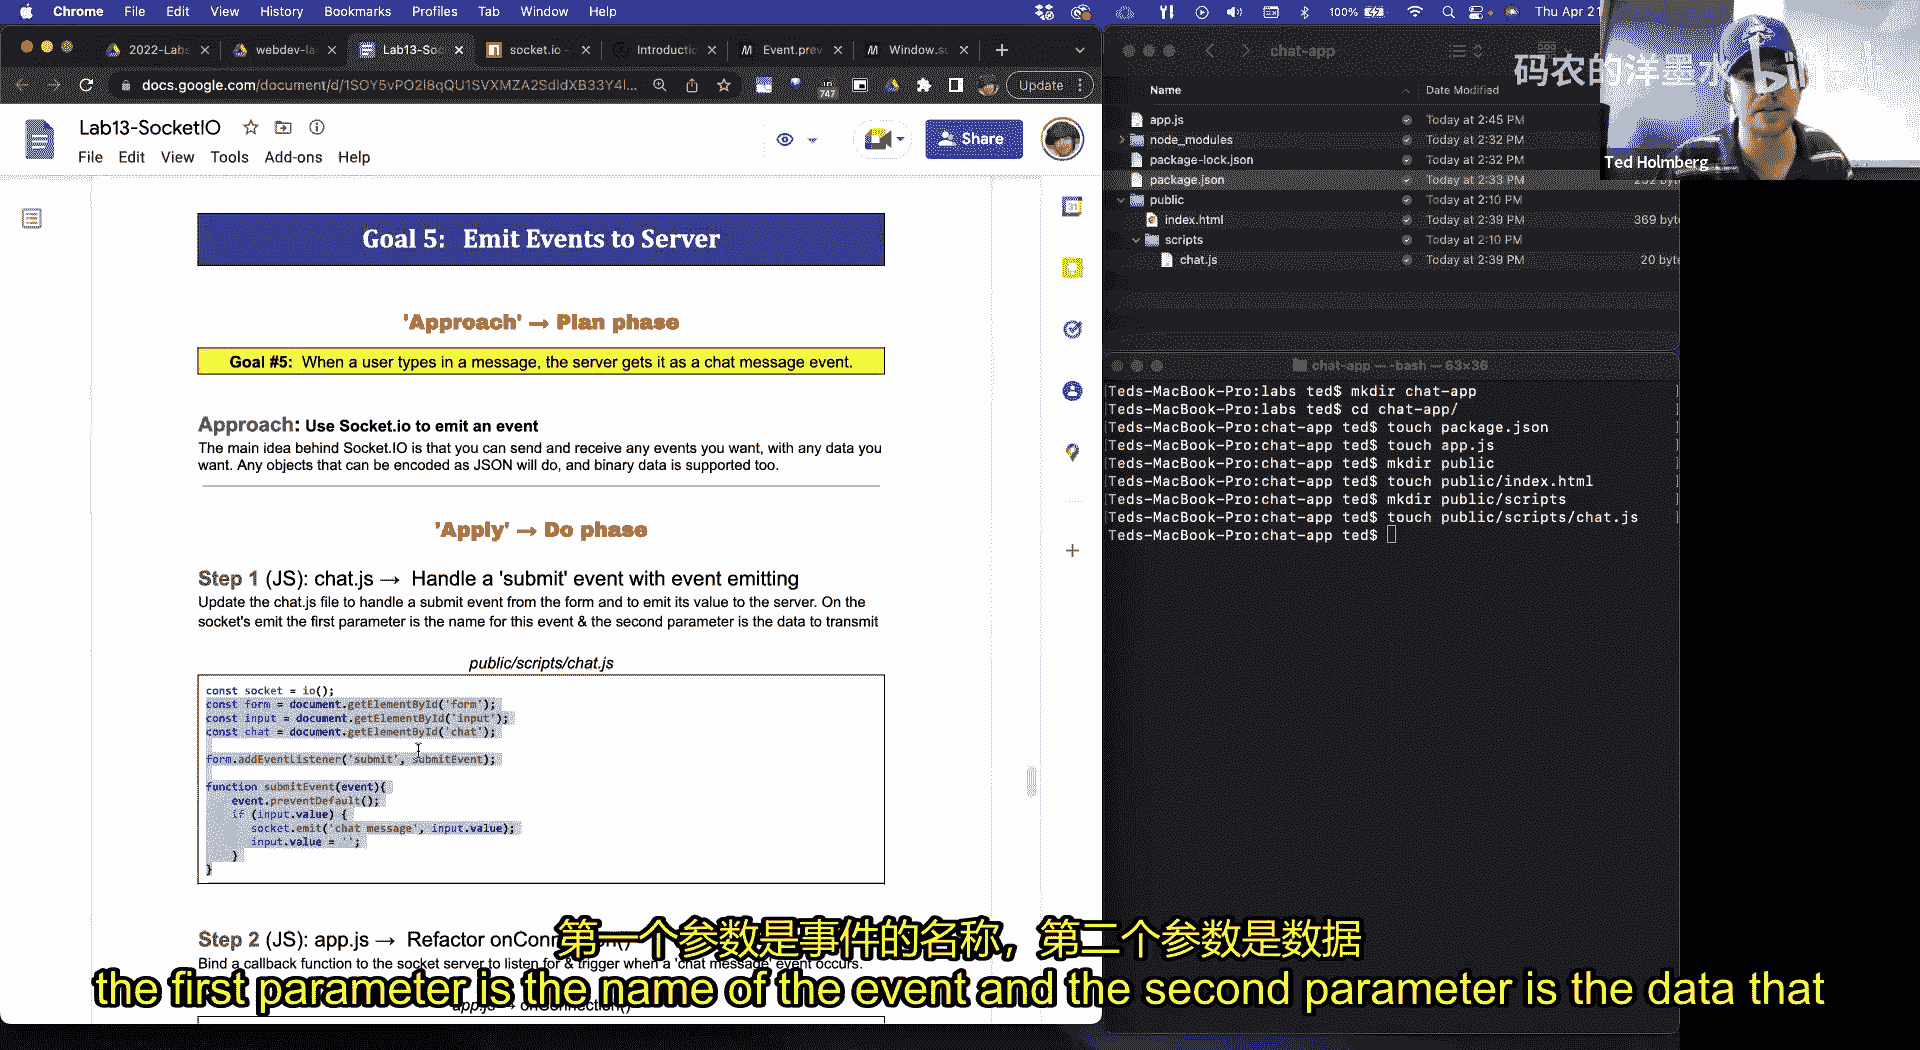 Chrome File Edit View History Bookmarks Profiles Tab Window Help
100%
Thu Apr 21
2022-Lab
webdev-la
Lab13-Soc
socket.io
Introductic
Event.prev
Window.su
docs.google.com/document/d/1SOY5vPO2l8qQU1SVXMZA2SdldXB33Y4l...
747
Update
Lab13-SocketIO
File Edit View Tools Add-ons Help
Share
31
Goal 5: Emit Events to Server
'Approach' → Plan phase
Goal #5: When a user types in a message, the server gets it as a chat message event.
Approach: Use Socket.io to emit an event
The main idea behind Socket.IO is that you can send and receive any events you want, with any data you
want. Any objects that can be encoded as JSON will do, and binary data is supported too.
'Apply' → Do phase
Step 1 (JS): chat.js → Handle a 'submit' event with event emitting
Update the chat.js file to handle a submit event from the form and to emit its value to the server. On the
socket's emit the first parameter is the name for this event & the second parameter is the data to transmit
public/scripts/chat.js
const socket = io();
const form = document.getElementById('form');
const input = document.getElementById('input');
const chat = document.getElementById('chat');
form.addEventListener('submit', submitEvent);
function submitEvent(event){
event.preventDefault();
if (input.value) {
socket.emit('chat message', input.value);
input.value = '';
}
}
Step 2 (JS): app.js → Refactor onConnection()
Bind a callback function to the socket server to listen for & trigger when a 'chat message' event occurs.
app.js → onConnection()
chat-app
Name Date Modified
app.js Today at 2:45 PM
node_modules Today at 2:32 PM
package-lock.json Today at 2:32 PM
package.json Today at 2:33 PM 252 byt
public Today at 2:10 PM
index.html Today at 2:39 PM 369 byt
scripts Today at 2:10 PM
chat.js Today at 2:39 PM 20 byt
chat-app — -bash — 63×36
[Teds-MacBook-Pro:labs ted$ mkdir chat-app ]
[Teds-MacBook-Pro:labs ted$ cd chat-app/ ]
[Teds-MacBook-Pro:chat-app ted$ touch package.json ]
[Teds-MacBook-Pro:chat-app ted$ touch app.js ]
[Teds-MacBook-Pro:chat-app ted$ mkdir public ]
[Teds-MacBook-Pro:chat-app ted$ touch public/index.html ]
[Teds-MacBook-Pro:chat-app ted$ mkdir public/scripts ]
[Teds-MacBook-Pro:chat-app ted$ touch public/scripts/chat.js ]
Teds-MacBook-Pro:chat-app ted$
码农的洋墨水
Ted Holmberg
第一个参数是事件的名称，第二个参数是数据
the first parameter is the name of the event and the second parameter is the data that